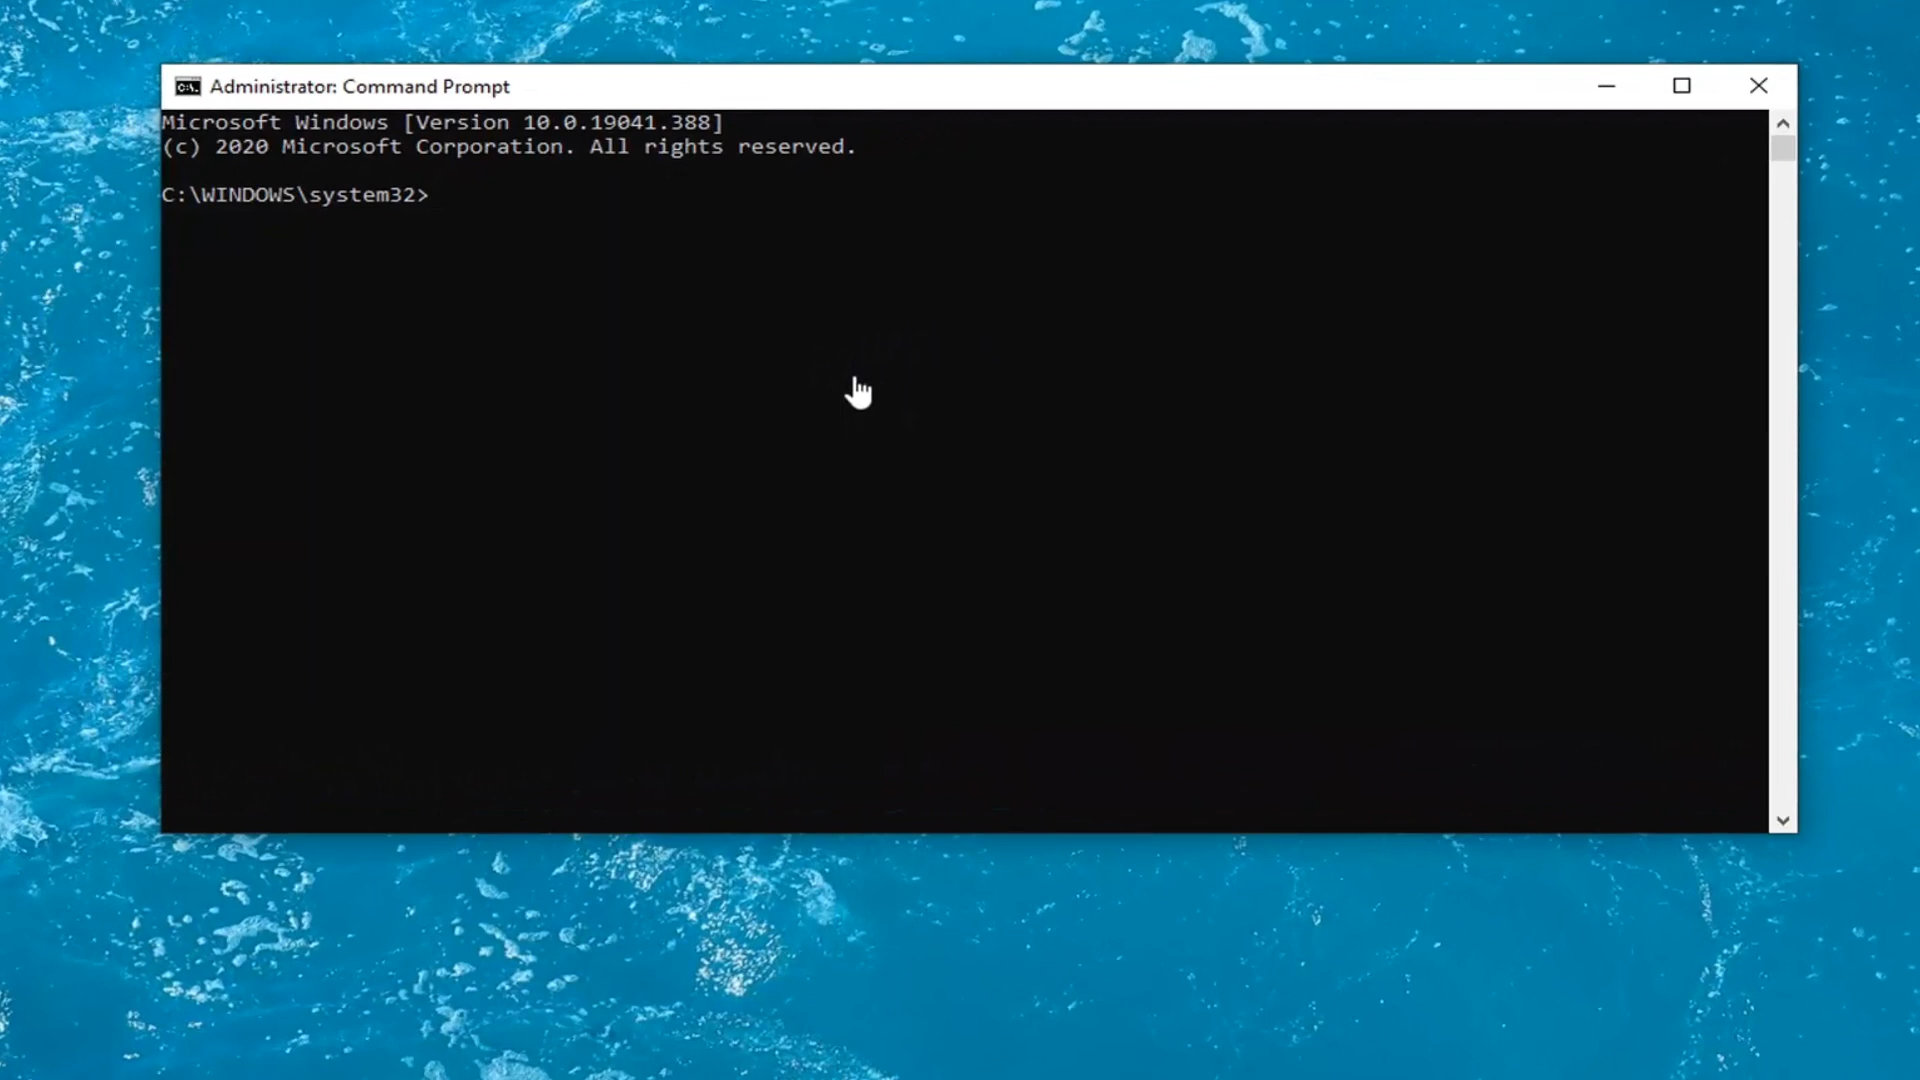 Administrator: Command Prompt
Microsoft Windows [Version 10.0.19041.388]
(c) 2020 Microsoft Corporation. All rights reserved.
C:\WINDOWS\system32>